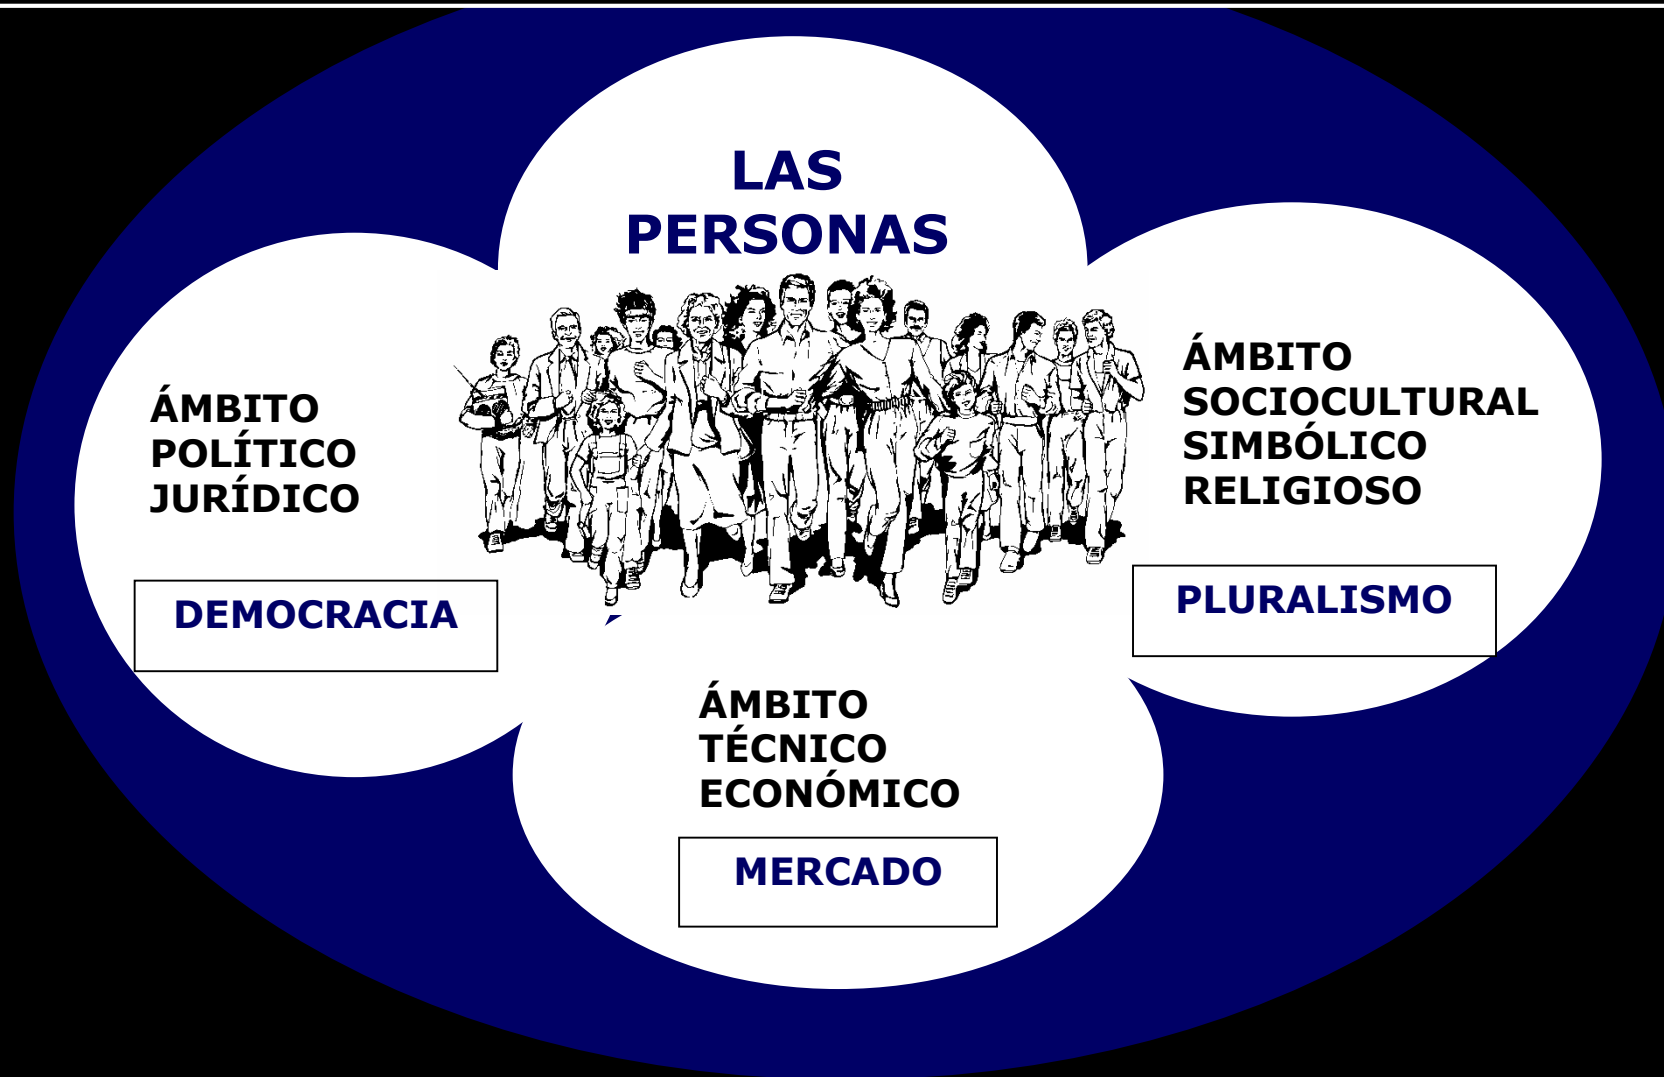 LAS
PERSONAS
ÁMBITO
POLÍTICO
JURÍDICO
DEMOCRACIA
ÁMBITO
SOCIOCULTURAL
SIMBÓLICO
RELIGIOSO
PLURALISMO
ÁMBITO
TÉCNICO
ECONÓMICO
MERCADO